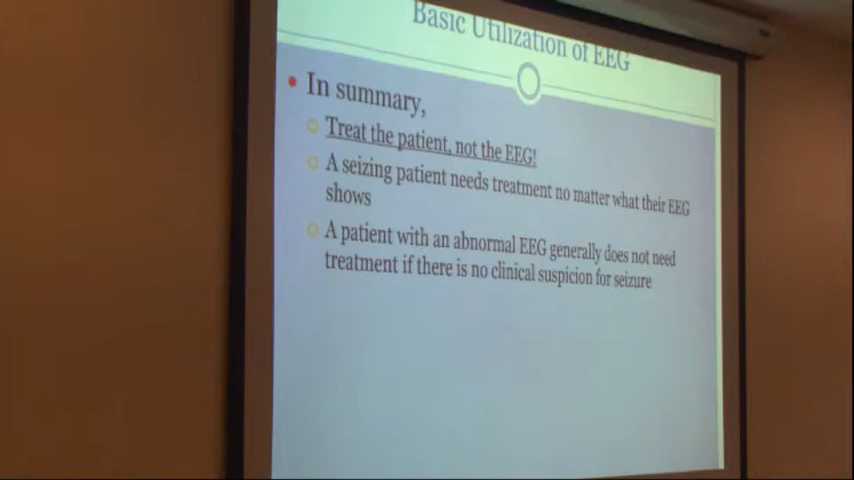 Basic Utilization of EEG
In summary,
Treat the patient, not the EEG!
A seizing patient needs treatment no matter what their EEG
shows
A patient with an abnormal EEG generally does not need
treatment if there is no clinical suspicion for seizure